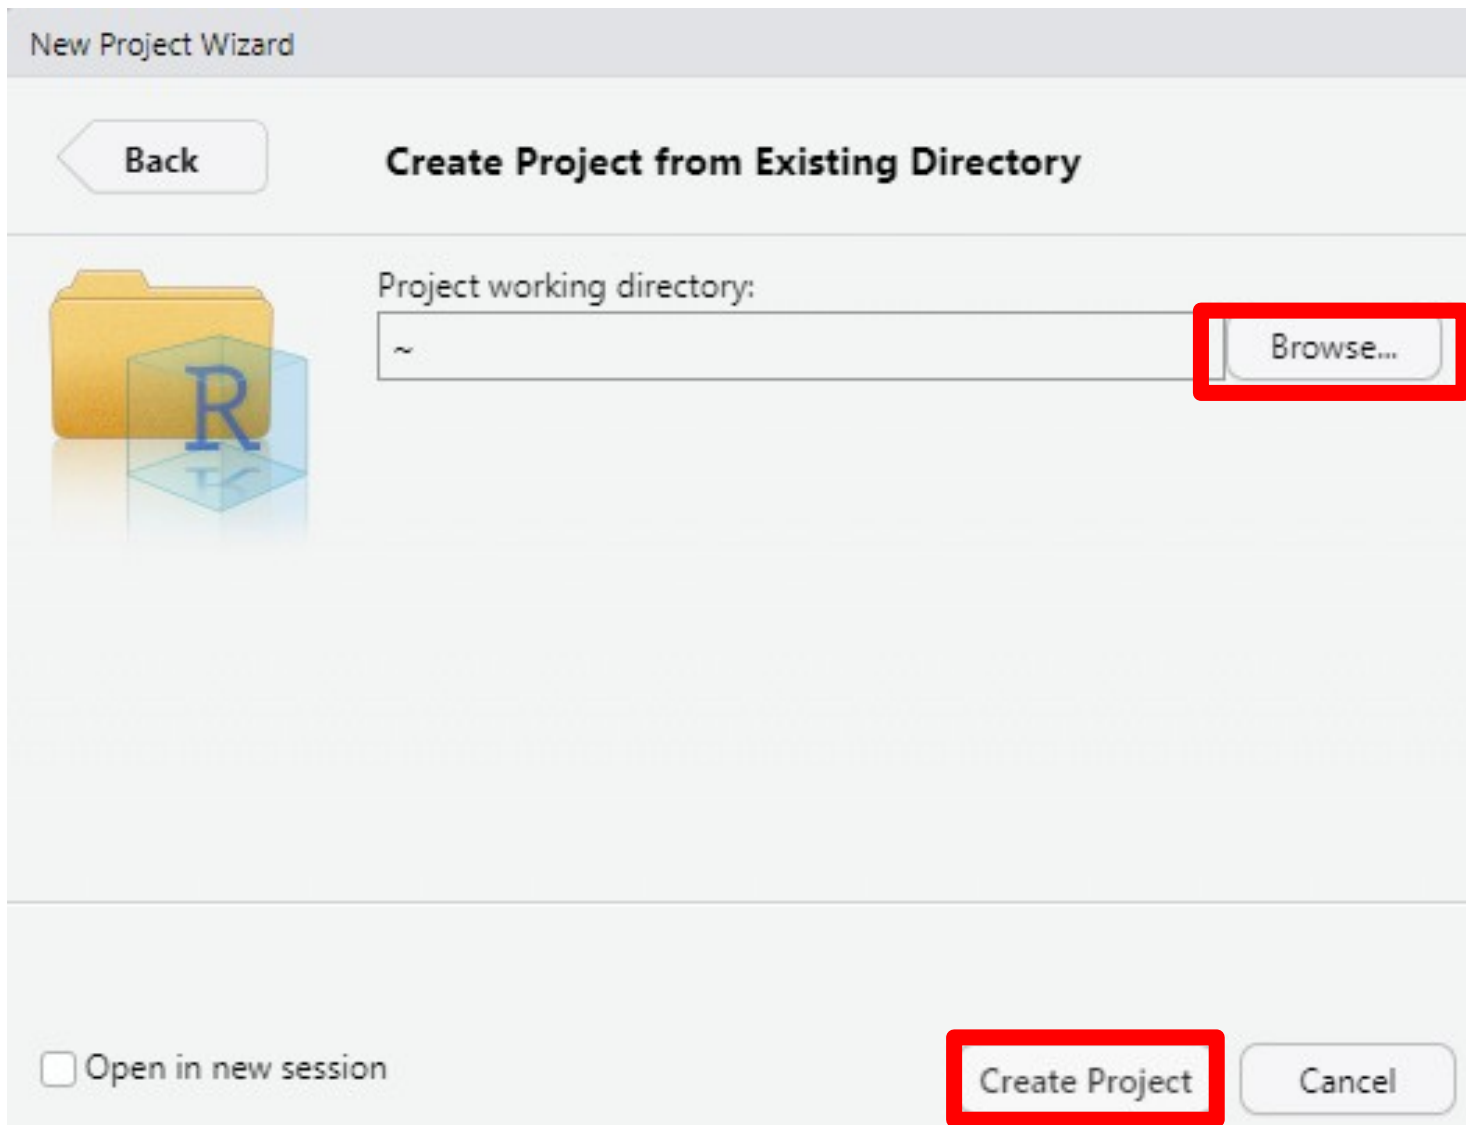 New Project Wizard
Back
Create Project from Existing Directory
Project working directory:
~
Browse...
R
Open in new session
Create Project
Cancel